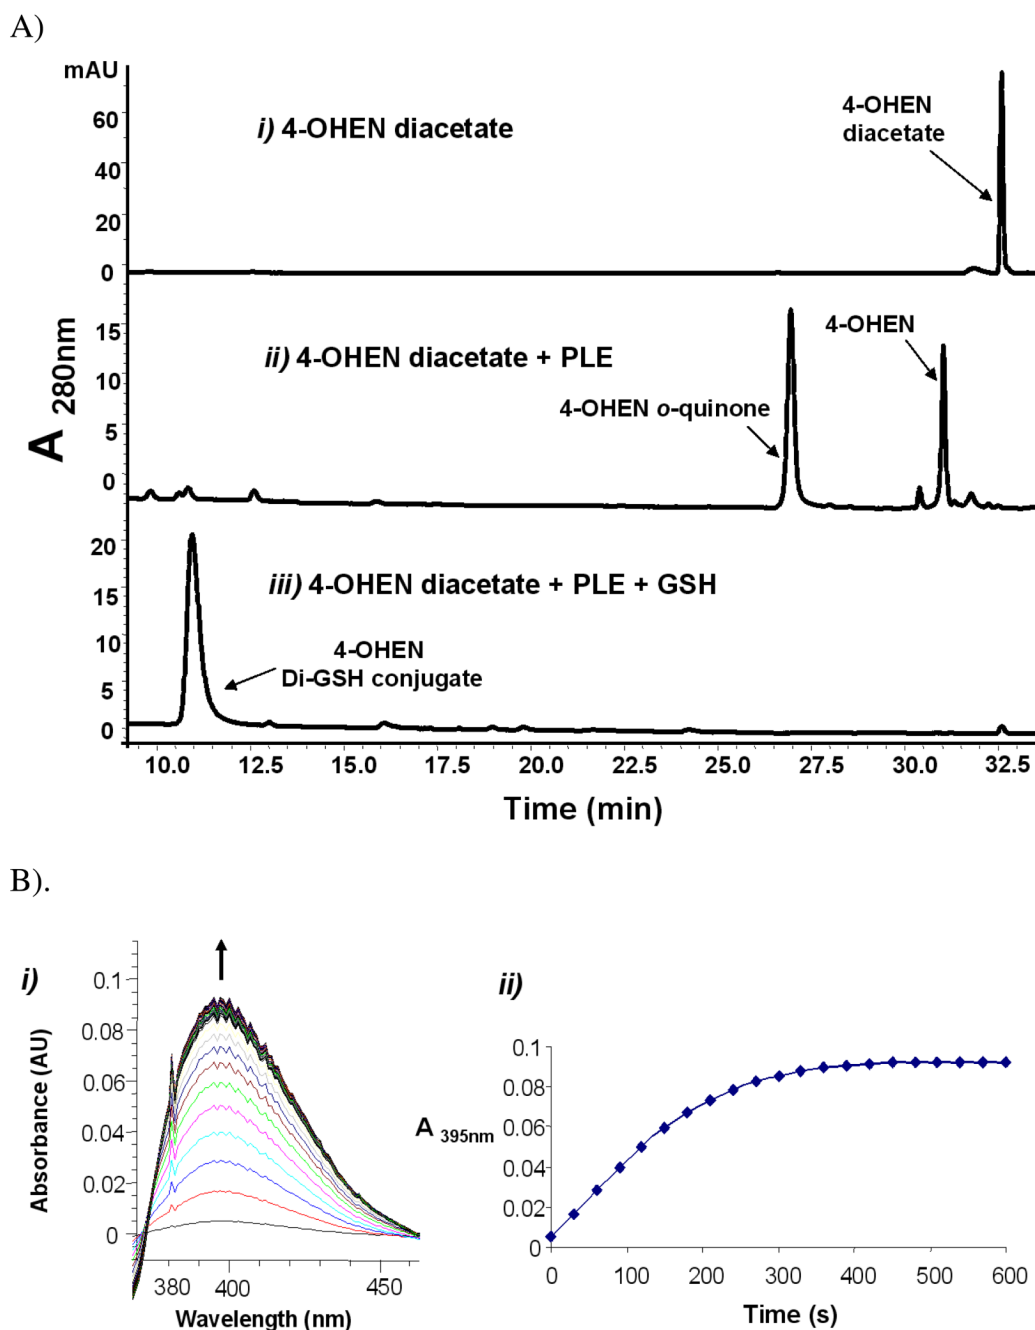 A)
mAU
i) 4-OHEN diacetate
4-OHEN
diacetate
60
40
20
0
ii) 4-OHEN diacetate + PLE
4-OHEN
4-OHEN o-quinone
15
10
5
0
A 280nm
iii) 4-OHEN diacetate + PLE + GSH
4-OHEN
Di-GSH conjugate
20
15
10
5
0
10.0 12.5 15.0 17.5 20.0 22.5 25.0 27.5 30.0 32.5
Time (min)
B).
i)
0.1
0.08
0.06
0.04
0.02
0
Absorbance (AU)
380 400 450
Wavelength (nm)
ii)
0.1
0.08
0.06
0.04
0.02
0
A 395nm
0 100 200 300 400 500 600
Time (s)